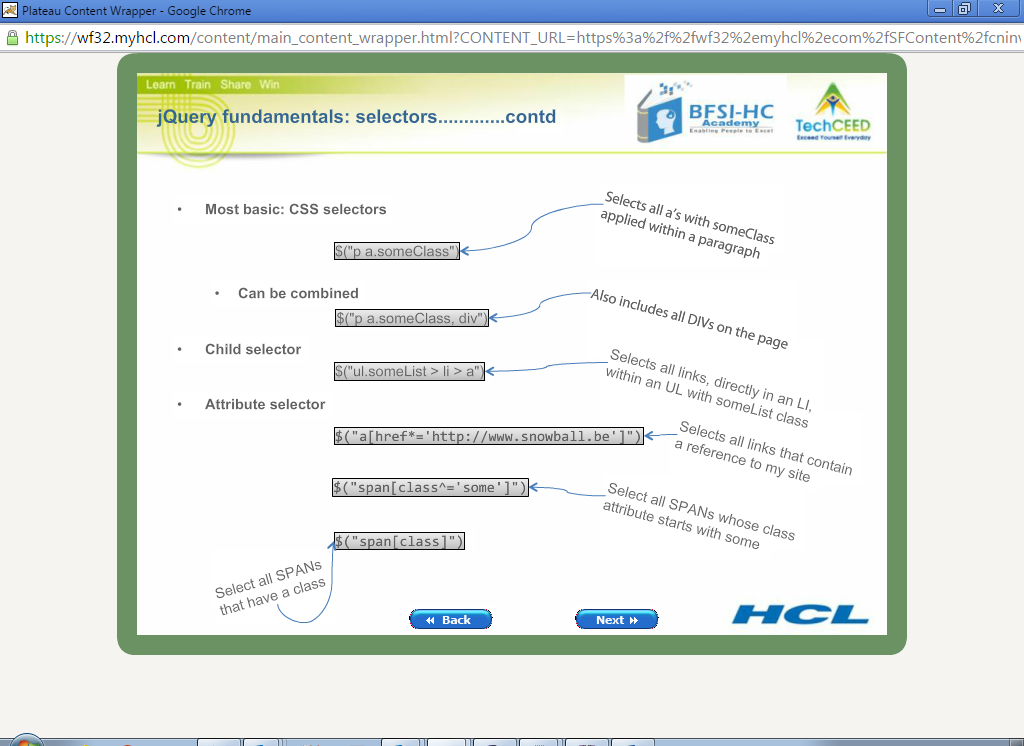 Plateau Content Wrapper - Google Chrome
https://wf32.myhcl.com/content/main_content_wrapper.html?CONTENT_URL=https%3a%2f%2fwf32%2emyhcl%2ecom%2fSFContent%2fcnin
Learn Train Share Win
jQuery fundamentals: selectors.............contd
BFSI-HC
Academy
Enabling People to Excel
TechCEED
Exceed Yourself Everyday
• Most basic: CSS selectors
Selects all a's with someClass
applied within a paragraph
$("p a.someClass")
• Can be combined
Also includes all DIVs on the page
$("p a.someClass, div")
• Child selector
Selects all links, directly in an LI,
within an UL with someList class
$("ul.someList > li > a")
• Attribute selector
$("a[href*='http://www.snowball.be']")
Selects all links that contain
a reference to my site
$("span[class^='some']")
Select all SPANs whose class
attribute starts with some
$("span[class]")
Select all SPANs
that have a class
Back
Next
HCL